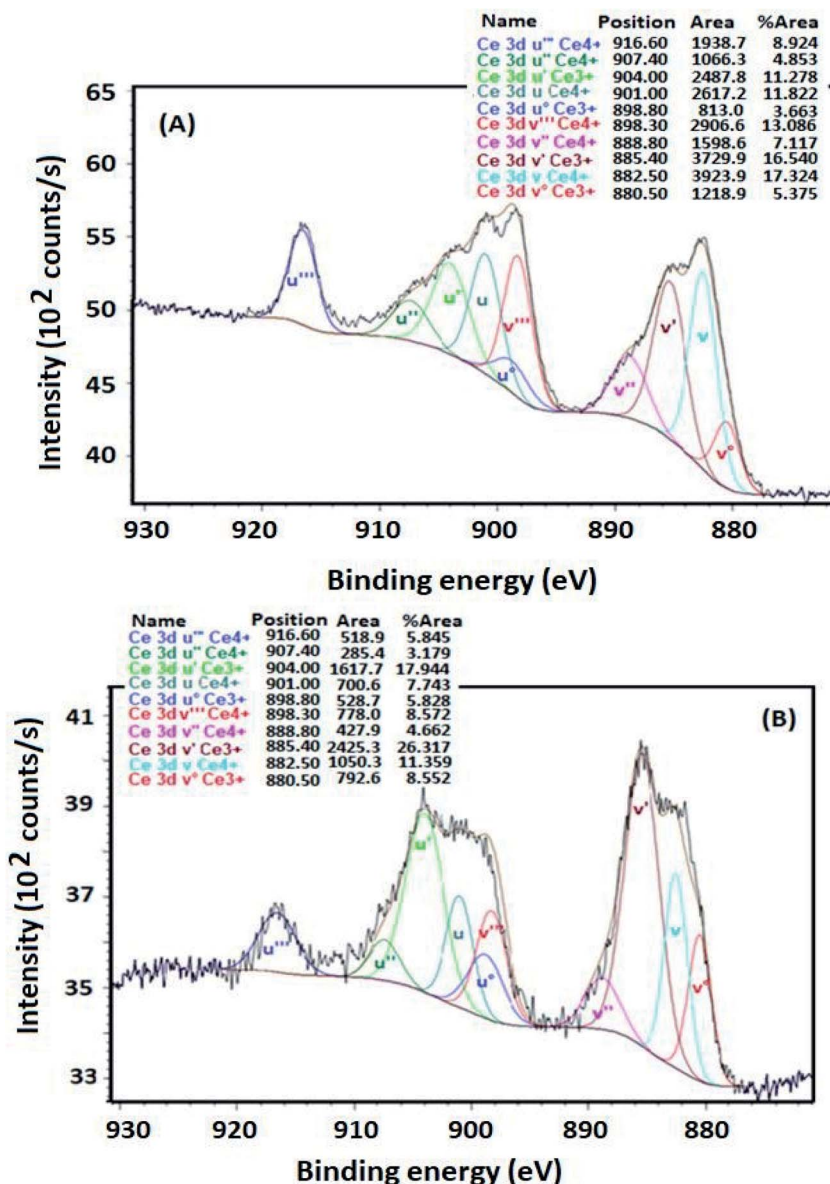 Name Position Area %Area
Ce 3d u''' Ce4+ 916.60 1938.7 8.924
Ce 3d u'' Ce4+ 907.40 1066.3 4.853
Ce 3d u' Ce3+ 904.00 2487.8 11.278
Ce 3d u Ce4+ 901.00 2617.2 11.822
Ce 3d u° Ce3+ 898.80 813.0 3.663
Ce 3d v''' Ce4+ 898.30 2906.6 13.086
Ce 3d v'' Ce4+ 888.80 1598.6 7.117
Ce 3d v' Ce3+ 885.40 3729.9 16.540
Ce 3d v Ce4+ 882.50 3923.9 17.324
Ce 3d v° Ce3+ 880.50 1218.9 5.375
(A)
Intensity (10² counts/s)
65
60
55
50
45
40
u'''
u''
u'
u
v'''
u°
v''
v'
v
v°
930 920 910 900 890 880
Binding energy (eV)
Name Position Area %Area
Ce 3d u''' Ce4+ 916.60 518.9 5.845
Ce 3d u'' Ce4+ 907.40 285.4 3.179
Ce 3d u' Ce3+ 904.00 1617.7 17.944
Ce 3d u Ce4+ 901.00 700.6 7.743
Ce 3d u° Ce3+ 898.80 528.7 5.828
Ce 3d v''' Ce4+ 898.30 778.0 8.572
Ce 3d v'' Ce4+ 888.80 427.9 4.662
Ce 3d v' Ce3+ 885.40 2425.3 26.317
Ce 3d v Ce4+ 882.50 1050.3 11.359
Ce 3d v° Ce3+ 880.50 792.6 8.552
(B)
Intensity (10² counts/s)
41
39
37
35
33
u'''
u''
u'
u
v'''
u°
v''
v'
v
v°
930 920 910 900 890 880
Binding energy (eV)